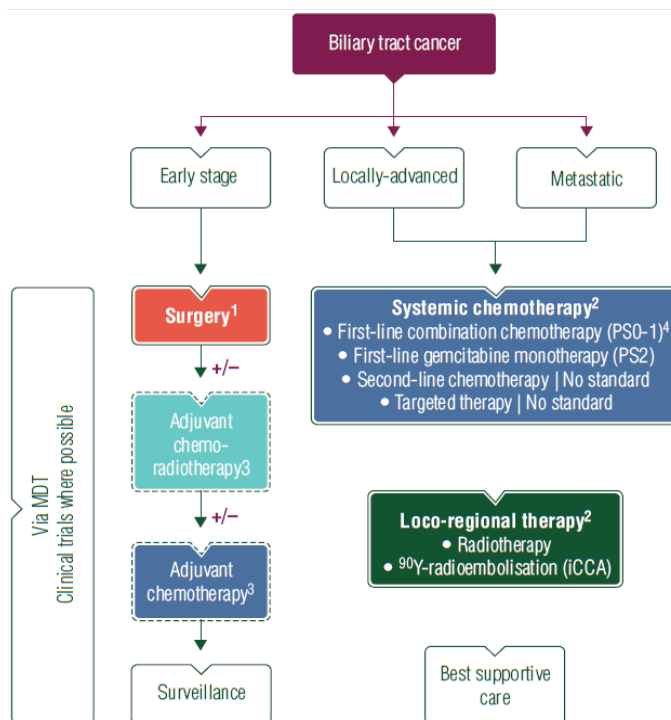 Biliary tract cancer
Early stage
Locally-advanced
Metastatic
Via MDT
Clinical trials where possible
Surgery¹
+/−
Adjuvant
chemo-
radiotherapy3
+/−
Adjuvant
chemotherapy³
Surveillance
Systemic chemotherapy²
• First-line combination chemotherapy (PS0-1)⁴
• First-line gemcitabine monotherapy (PS2)
• Second-line chemotherapy | No standard
• Targeted therapy | No standard
Loco-regional therapy²
• Radiotherapy
• ⁹⁰Y-radioembolisation (iCCA)
Best supportive
care